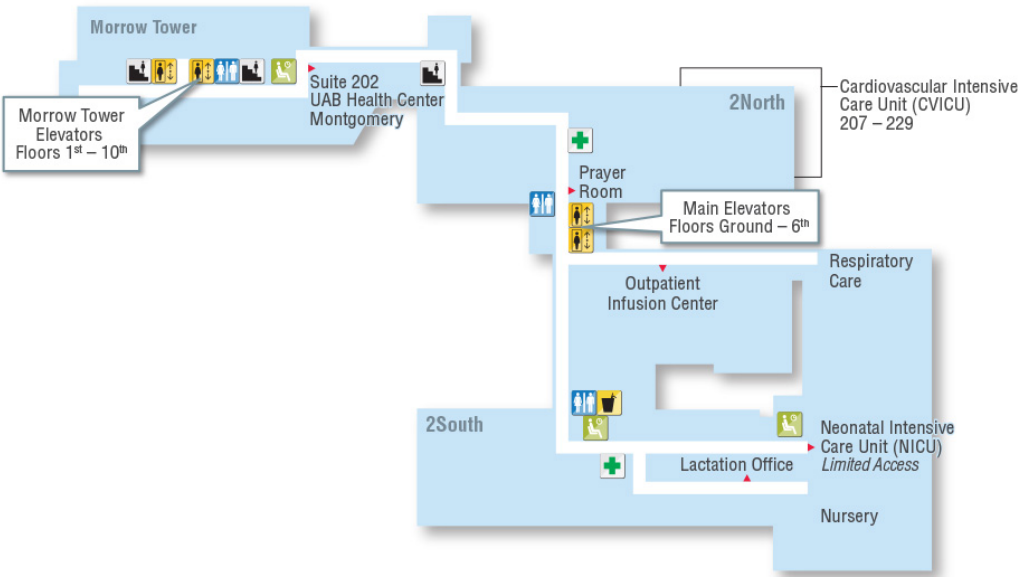 Morrow Tower
Morrow Tower
Elevators
Floors 1st – 10th
Suite 202
UAB Health Center
Montgomery
2North
Cardiovascular Intensive
Care Unit (CVICU)
207 – 229
Prayer
Room
Main Elevators
Floors Ground – 6th
Respiratory
Care
Outpatient
Infusion Center
2South
Neonatal Intensive
Care Unit (NICU)
Limited Access
Lactation Office
Nursery